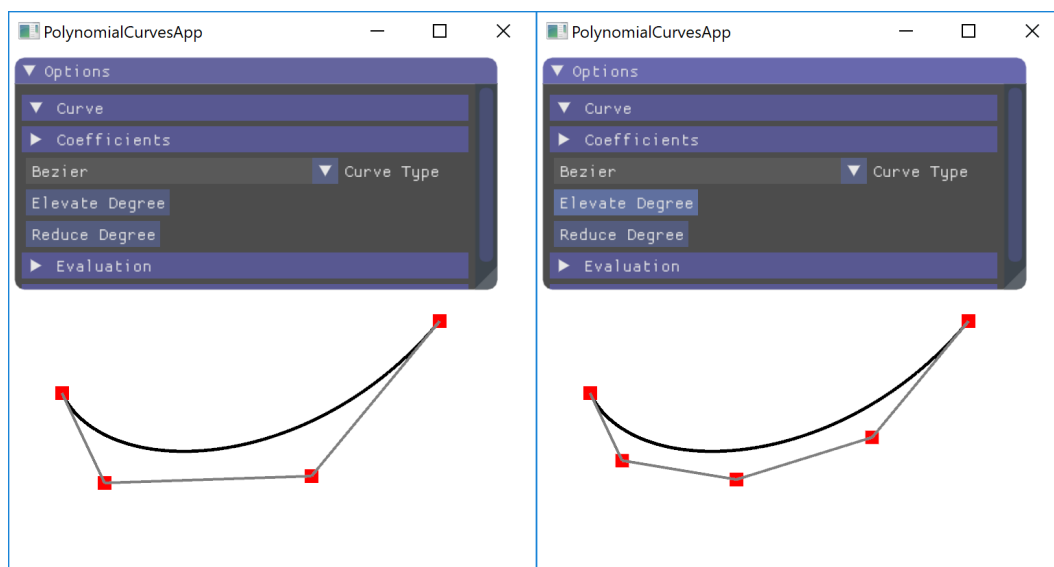 PolynomialCurvesApp
Options
Curve
Coefficients
Bezier Curve Type
Elevate Degree
Reduce Degree
Evaluation
PolynomialCurvesApp
Options
Curve
Coefficients
Bezier Curve Type
Elevate Degree
Reduce Degree
Evaluation